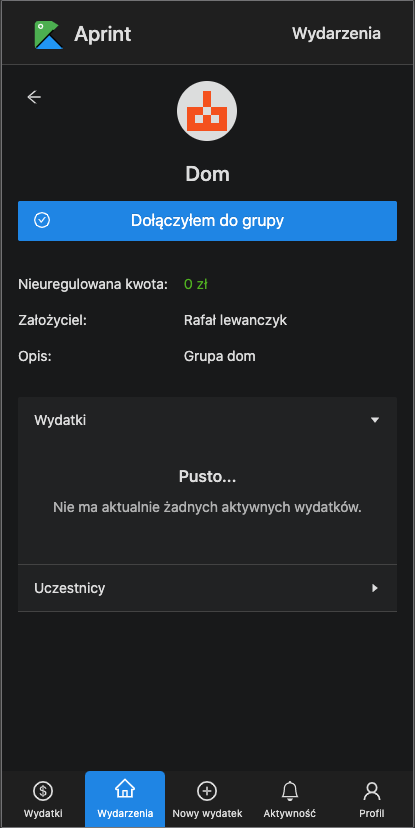 Aprint
Wydarzenia
Dom
Dołączyłem do grupy
Nieuregulowana kwota: 0 zł
Założyciel: Rafał lewanczyk
Opis: Grupa dom
Wydatki
Pusto...
Nie ma aktualnie żadnych aktywnych wydatków.
Uczestnicy
Wydatki Wydarzenia Nowy wydatek Aktywność Profil